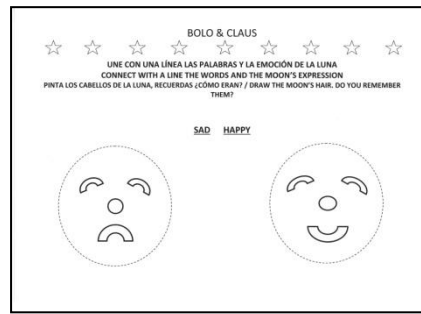 BOLO & CLAUS
UNE CON UNA LÍNEA LAS PALABRAS Y LA EMOCIÓN DE LA LUNA
CONNECT WITH A LINE THE WORDS AND THE MOON'S EXPRESSION
PINTA LOS CABELLOS DE LA LUNA, RECUERDAS ¿CÓMO ERAN? / DRAW THE MOON'S HAIR. DO YOU REMEMBER
THEM?
SAD HAPPY